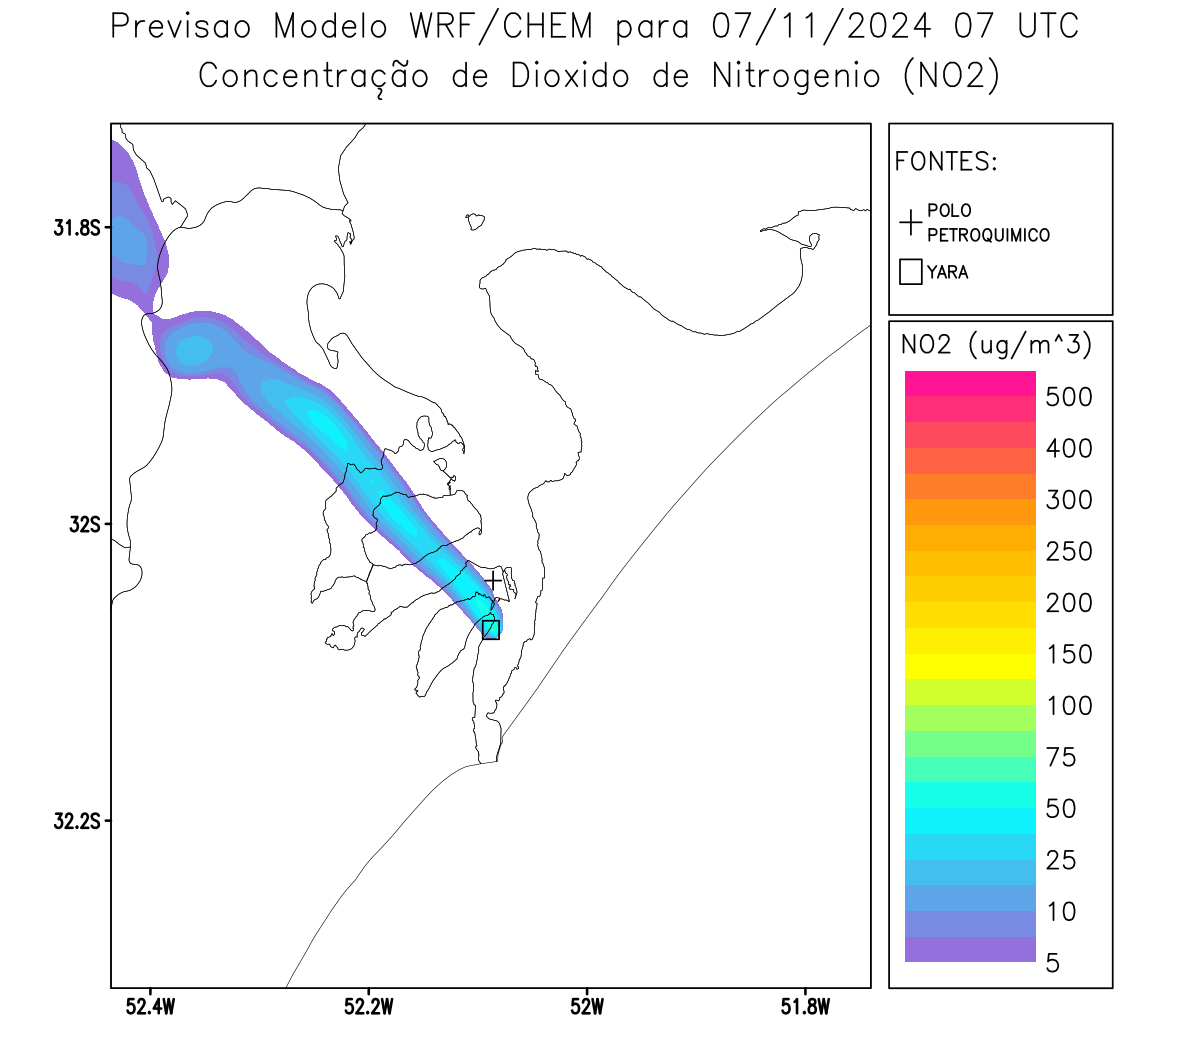 Previsao Modelo WRF/CHEM para 07/11/2024 07 UTC
Concentração de Dioxido de Nitrogenio (NO2)
FONTES:
POLO
PETROQUIMICO
YARA
31.8S
32S
32.2S
52.4W
52.2W
52W
51.8W
NO2 (ug/m^3)
500
400
300
250
200
150
100
75
50
25
10
5